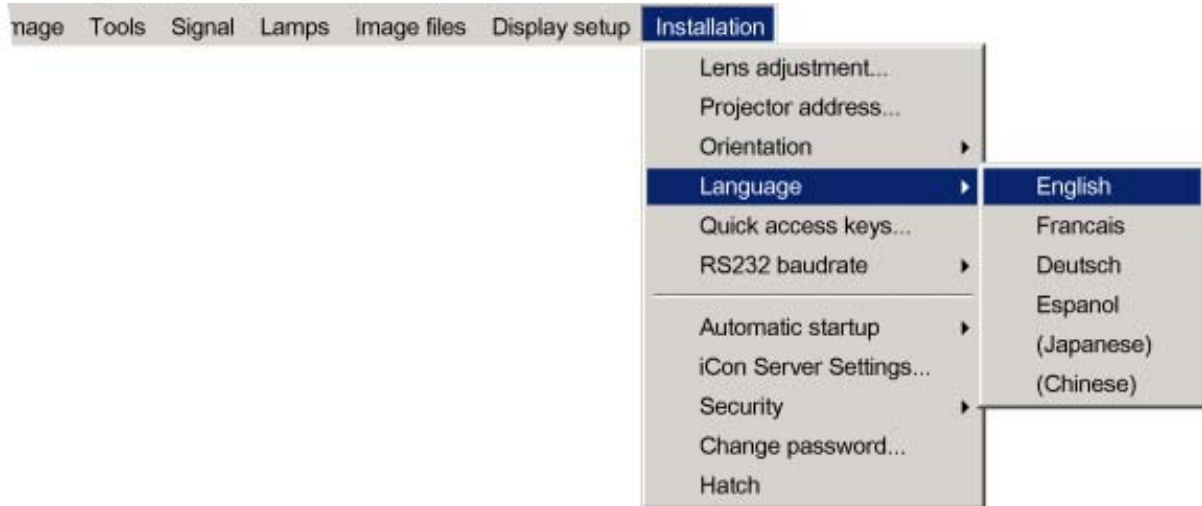 Tools Signal Lamps Image files Display setup Installation
Lens adjustment...
Projector address...
Orientation
Language
Quick access keys...
RS232 baudrate
Automatic startup
iCon Server Settings...
Security
Change password...
Hatch
English
Francais
Deutsch
Espanol
(Japanese)
(Chinese)